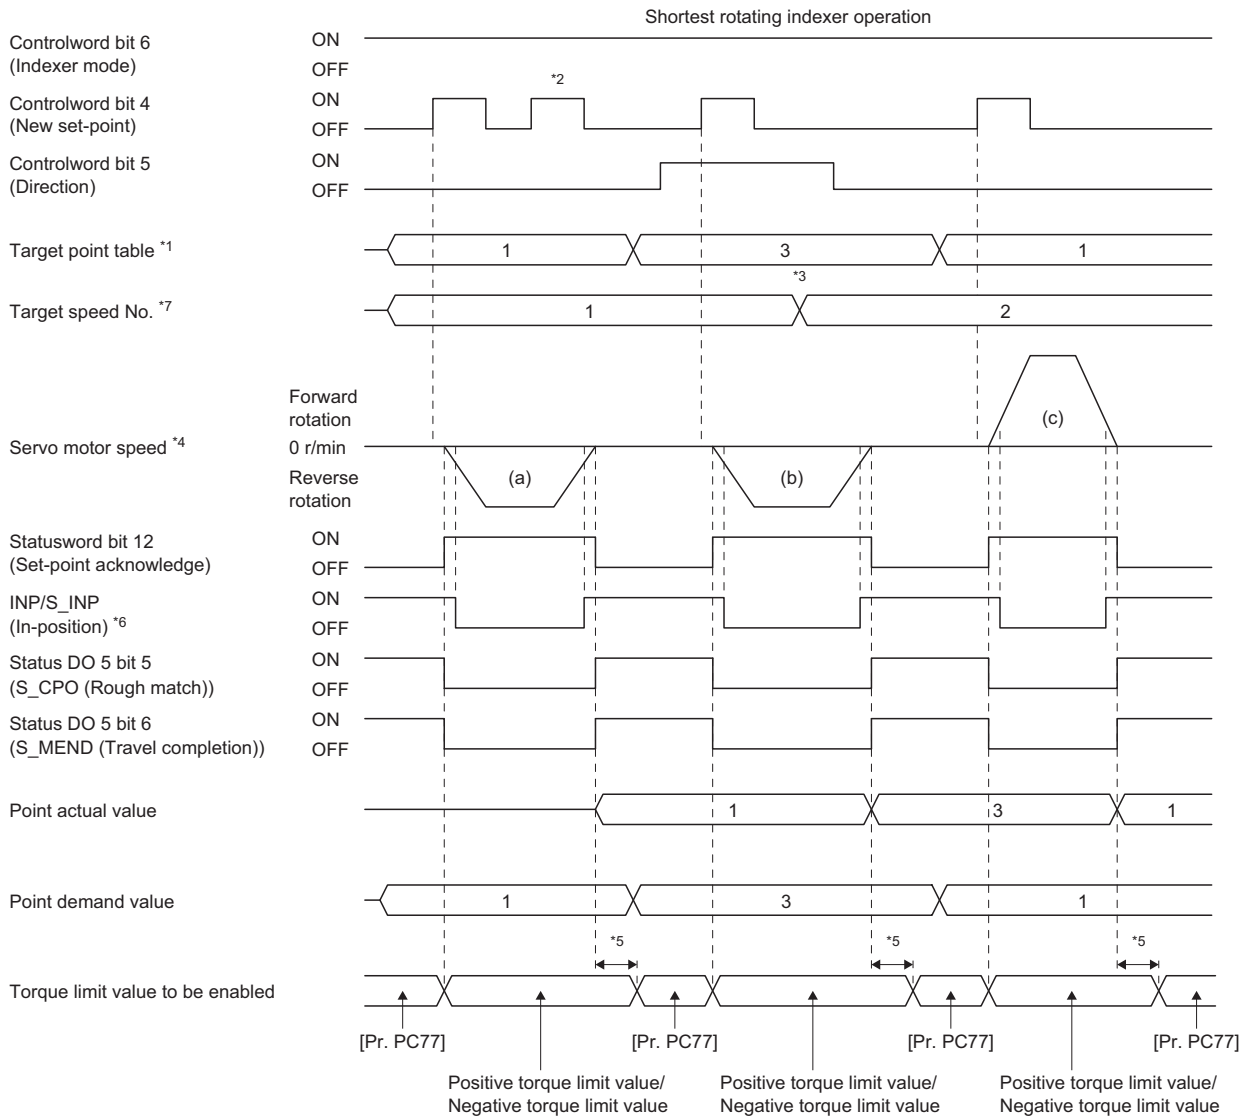 Shortest rotating indexer operation
Controlword bit 6
(Indexer mode)
ON
OFF
Controlword bit 4
(New set-point)
ON
OFF
*2
Controlword bit 5
(Direction)
ON
OFF
Target point table *1
1
3
1
*3
Target speed No. *7
1
2
Forward
rotation
Servo motor speed *4
0 r/min
Reverse
rotation
(a)
(b)
(c)
Statusword bit 12
(Set-point acknowledge)
ON
OFF
INP/S_INP
(In-position) *6
ON
OFF
Status DO 5 bit 5
(S_CPO (Rough match))
ON
OFF
Status DO 5 bit 6
(S_MEND (Travel completion))
ON
OFF
Point actual value
1
3
1
Point demand value
1
3
1
*5
*5
*5
Torque limit value to be enabled
[Pr. PC77]
[Pr. PC77]
[Pr. PC77]
[Pr. PC77]
Positive torque limit value/
Negative torque limit value
Positive torque limit value/
Negative torque limit value
Positive torque limit value/
Negative torque limit value